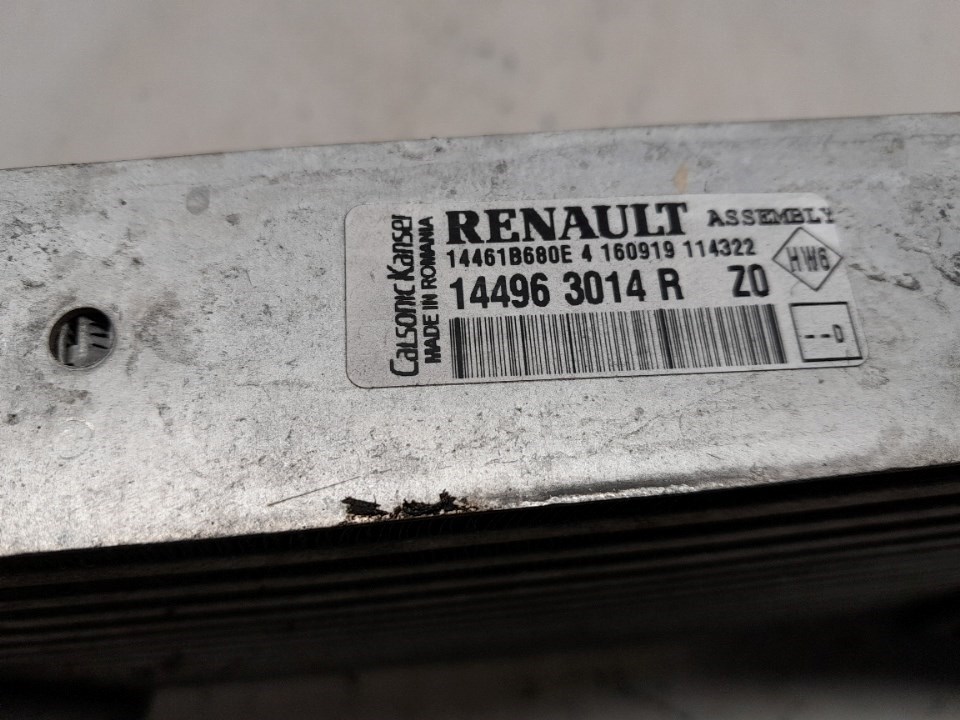 Calsonic Kansei
MADE IN ROMANIA
RENAULT ASSEMBLY
14461B680E 4 160919 114322
14496 3014 R Z0
HW6
--D